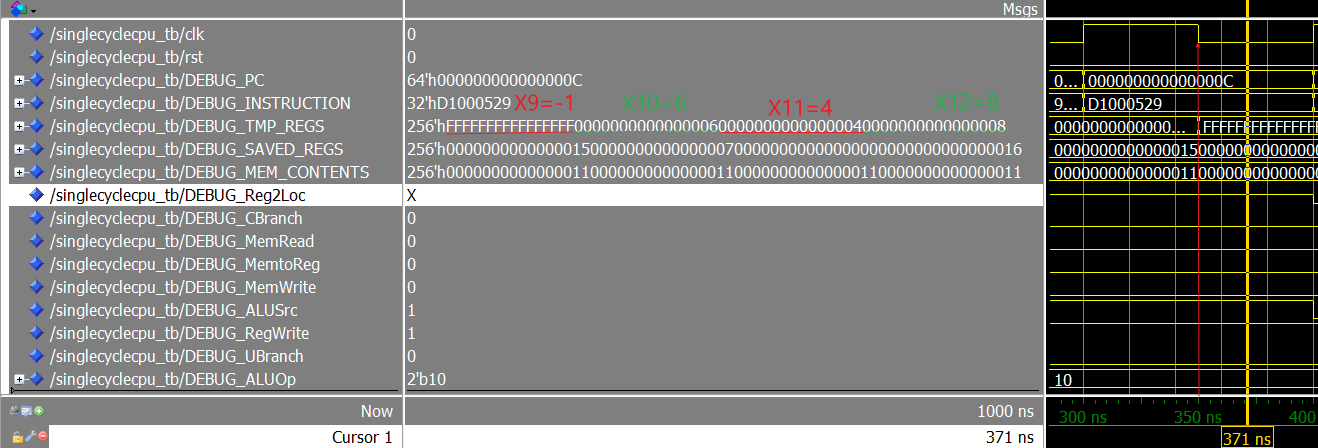 Msgs
/singlecyclecpu_tb/clk 0
/singlecyclecpu_tb/rst 0
/singlecyclecpu_tb/DEBUG_PC 64'h000000000000000C 0... 000000000000000C
/singlecyclecpu_tb/DEBUG_INSTRUCTION 32'hD1000529 X9=-1 X10=6 X11=4 X12=8 9... D1000529
/singlecyclecpu_tb/DEBUG_TMP_REGS 256'hFFFFFFFFFFFFFFFF000000000000000600000000000000040000000000000008 0000000000000... FFFFFFFFFFFFFF
/singlecyclecpu_tb/DEBUG_SAVED_REGS 256'h0000000000000015000000000000000700000000000000000000000000000016 00000000000000150000000000000
/singlecyclecpu_tb/DEBUG_MEM_CONTENTS 256'h0000000000000011000000000000001100000000000000110000000000000011 00000000000000110000000000000
/singlecyclecpu_tb/DEBUG_Reg2Loc X
/singlecyclecpu_tb/DEBUG_CBranch 0
/singlecyclecpu_tb/DEBUG_MemRead 0
/singlecyclecpu_tb/DEBUG_MemtoReg 0
/singlecyclecpu_tb/DEBUG_MemWrite 0
/singlecyclecpu_tb/DEBUG_ALUSrc 1
/singlecyclecpu_tb/DEBUG_RegWrite 1
/singlecyclecpu_tb/DEBUG_UBranch 0
/singlecyclecpu_tb/DEBUG_ALUOp 2'b10 10
Now 1000 ns 300 ns 350 ns 400
Cursor 1 371 ns 371 ns